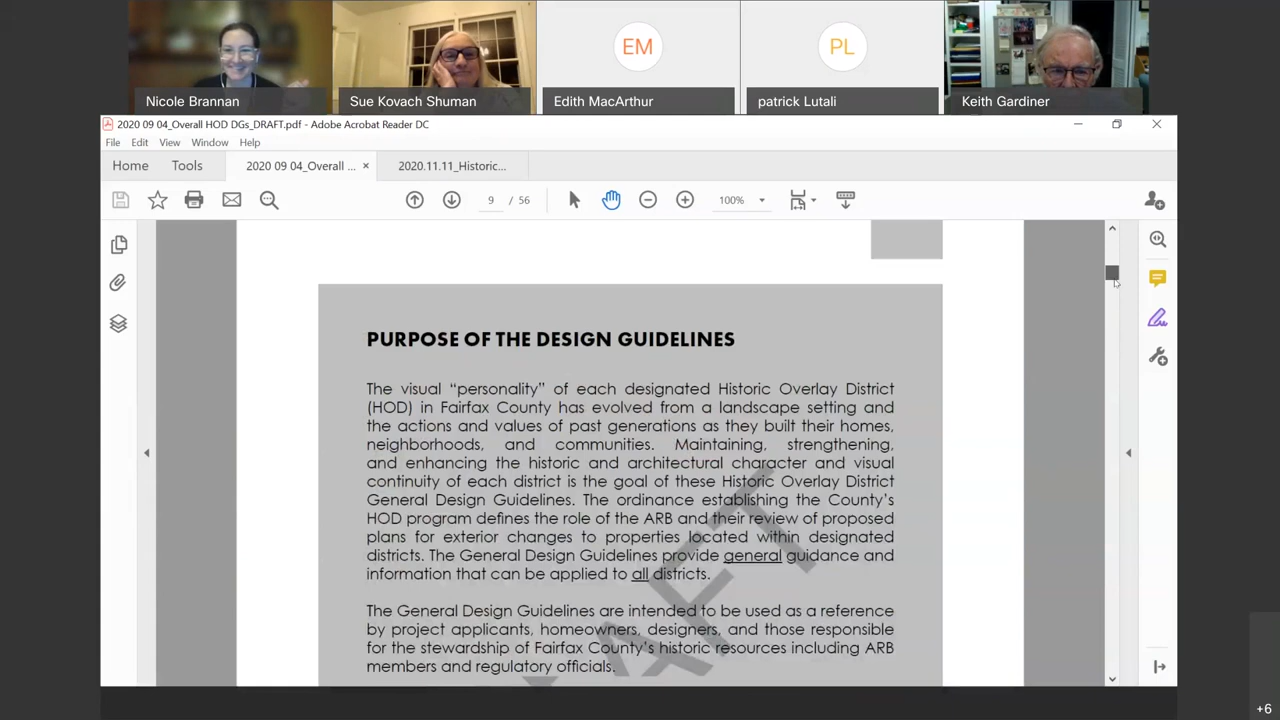 EM
PL
Nicole Brannan
Sue Kovach Shuman
Edith MacArthur
patrick Lutali
Keith Gardiner
2020 09 04_Overall HOD DGs_DRAFT.pdf - Adobe Acrobat Reader DC
File Edit View Window Help
Home Tools 2020 09 04_Overall ... × 2020.11.11_Historic...
9 / 56 100%
PURPOSE OF THE DESIGN GUIDELINES
The visual “personality” of each designated Historic Overlay District
(HOD) in Fairfax County has evolved from a landscape setting and
the actions and values of past generations as they built their homes,
neighborhoods, and communities. Maintaining, strengthening,
and enhancing the historic and architectural character and visual
continuity of each district is the goal of these Historic Overlay District
General Design Guidelines. The ordinance establishing the County’s
HOD program defines the role of the ARB and their review of proposed
plans for exterior changes to properties located within designated
districts. The General Design Guidelines provide general guidance and
information that can be applied to all districts.
The General Design Guidelines are intended to be used as a reference
by project applicants, homeowners, designers, and those responsible
for the stewardship of Fairfax County’s historic resources including ARB
members and regulatory officials.
AFT
+6